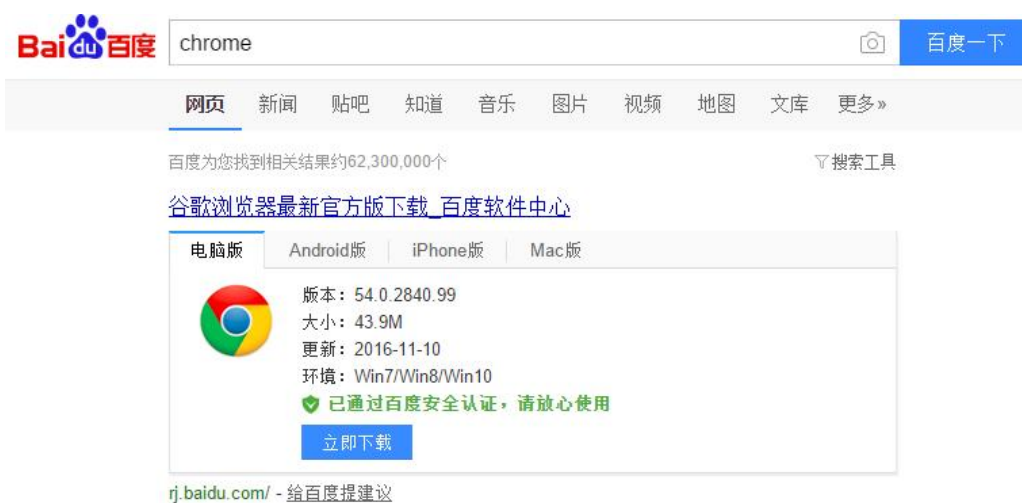 Bai du 百度 chrome 百度一下
网页 新闻 贴吧 知道 音乐 图片 视频 地图 文库 更多»
百度为您找到相关结果约62,300,000个 搜索工具
谷歌浏览器最新官方版下载_百度软件中心
电脑版 Android版 iPhone版 Mac版
版本：54.0.2840.99
大小：43.9M
更新：2016-11-10
环境：Win7/Win8/Win10
已通过百度安全认证，请放心使用
立即下载
rj.baidu.com/ - 给百度提建议